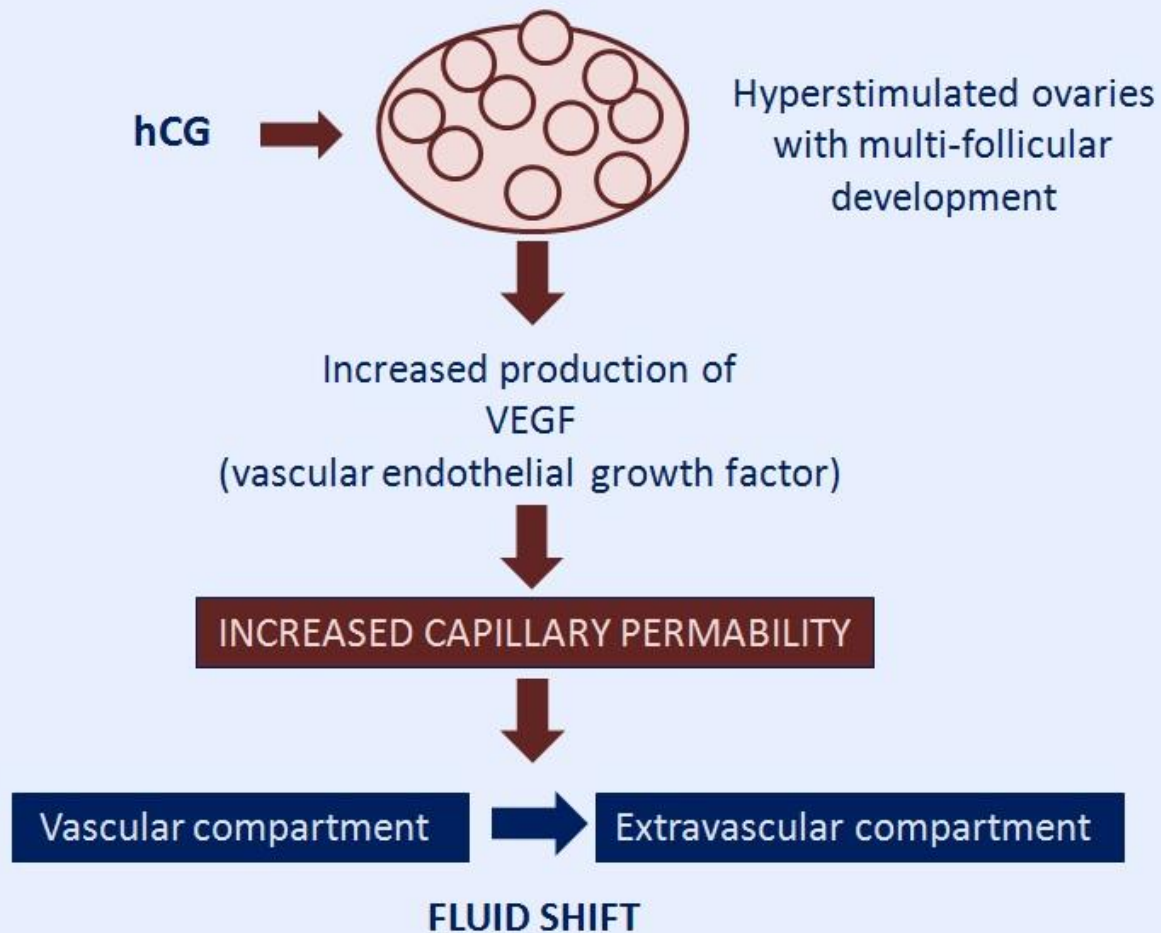 hCG
Hyperstimulated ovaries
with multi-follicular
development
Increased production of
VEGF
(vascular endothelial growth factor)
INCREASED CAPILLARY PERMABILITY
Vascular compartment
Extravascular compartment
FLUID SHIFT